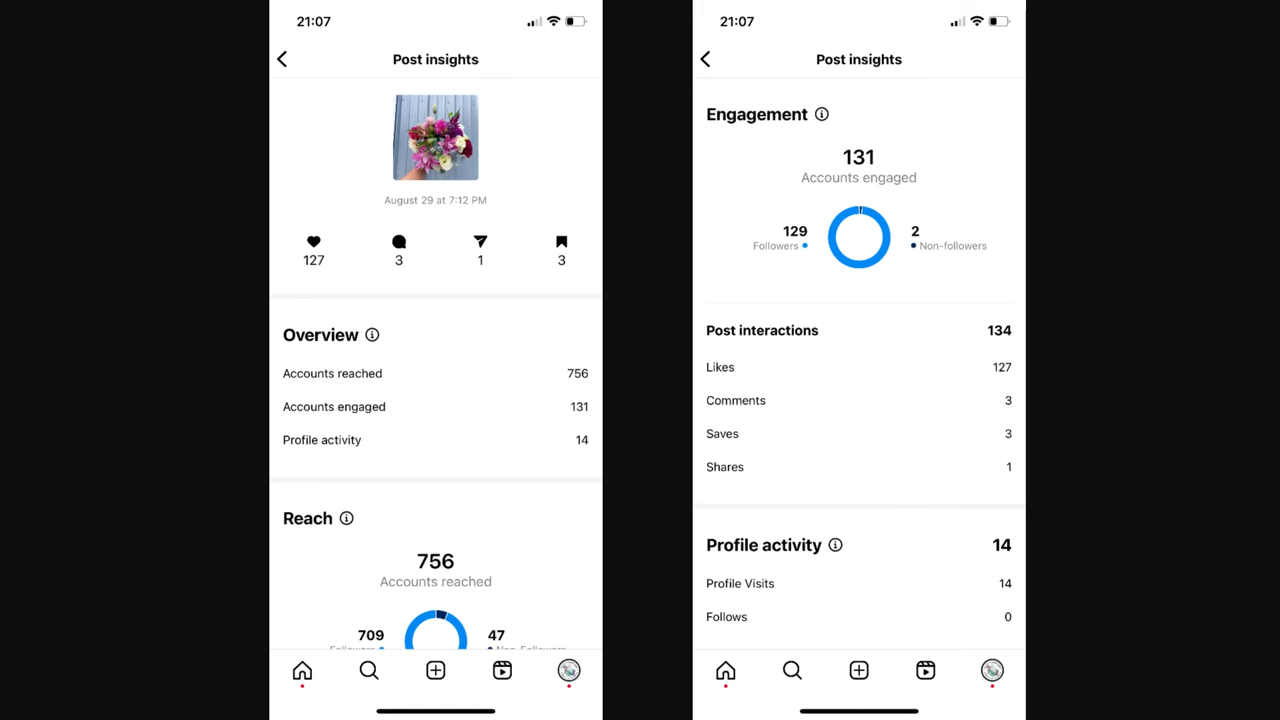 21:07
Post insights
August 29 at 7:12 PM
127 3 1 3
Overview
Accounts reached 756
Accounts engaged 131
Profile activity 14
Reach
756
Accounts reached
709 47
Followers Non-Followers
21:07
Post insights
Engagement
131
Accounts engaged
129 2
Followers Non-followers
Post interactions 134
Likes 127
Comments 3
Saves 3
Shares 1
Profile activity 14
Profile Visits 14
Follows 0